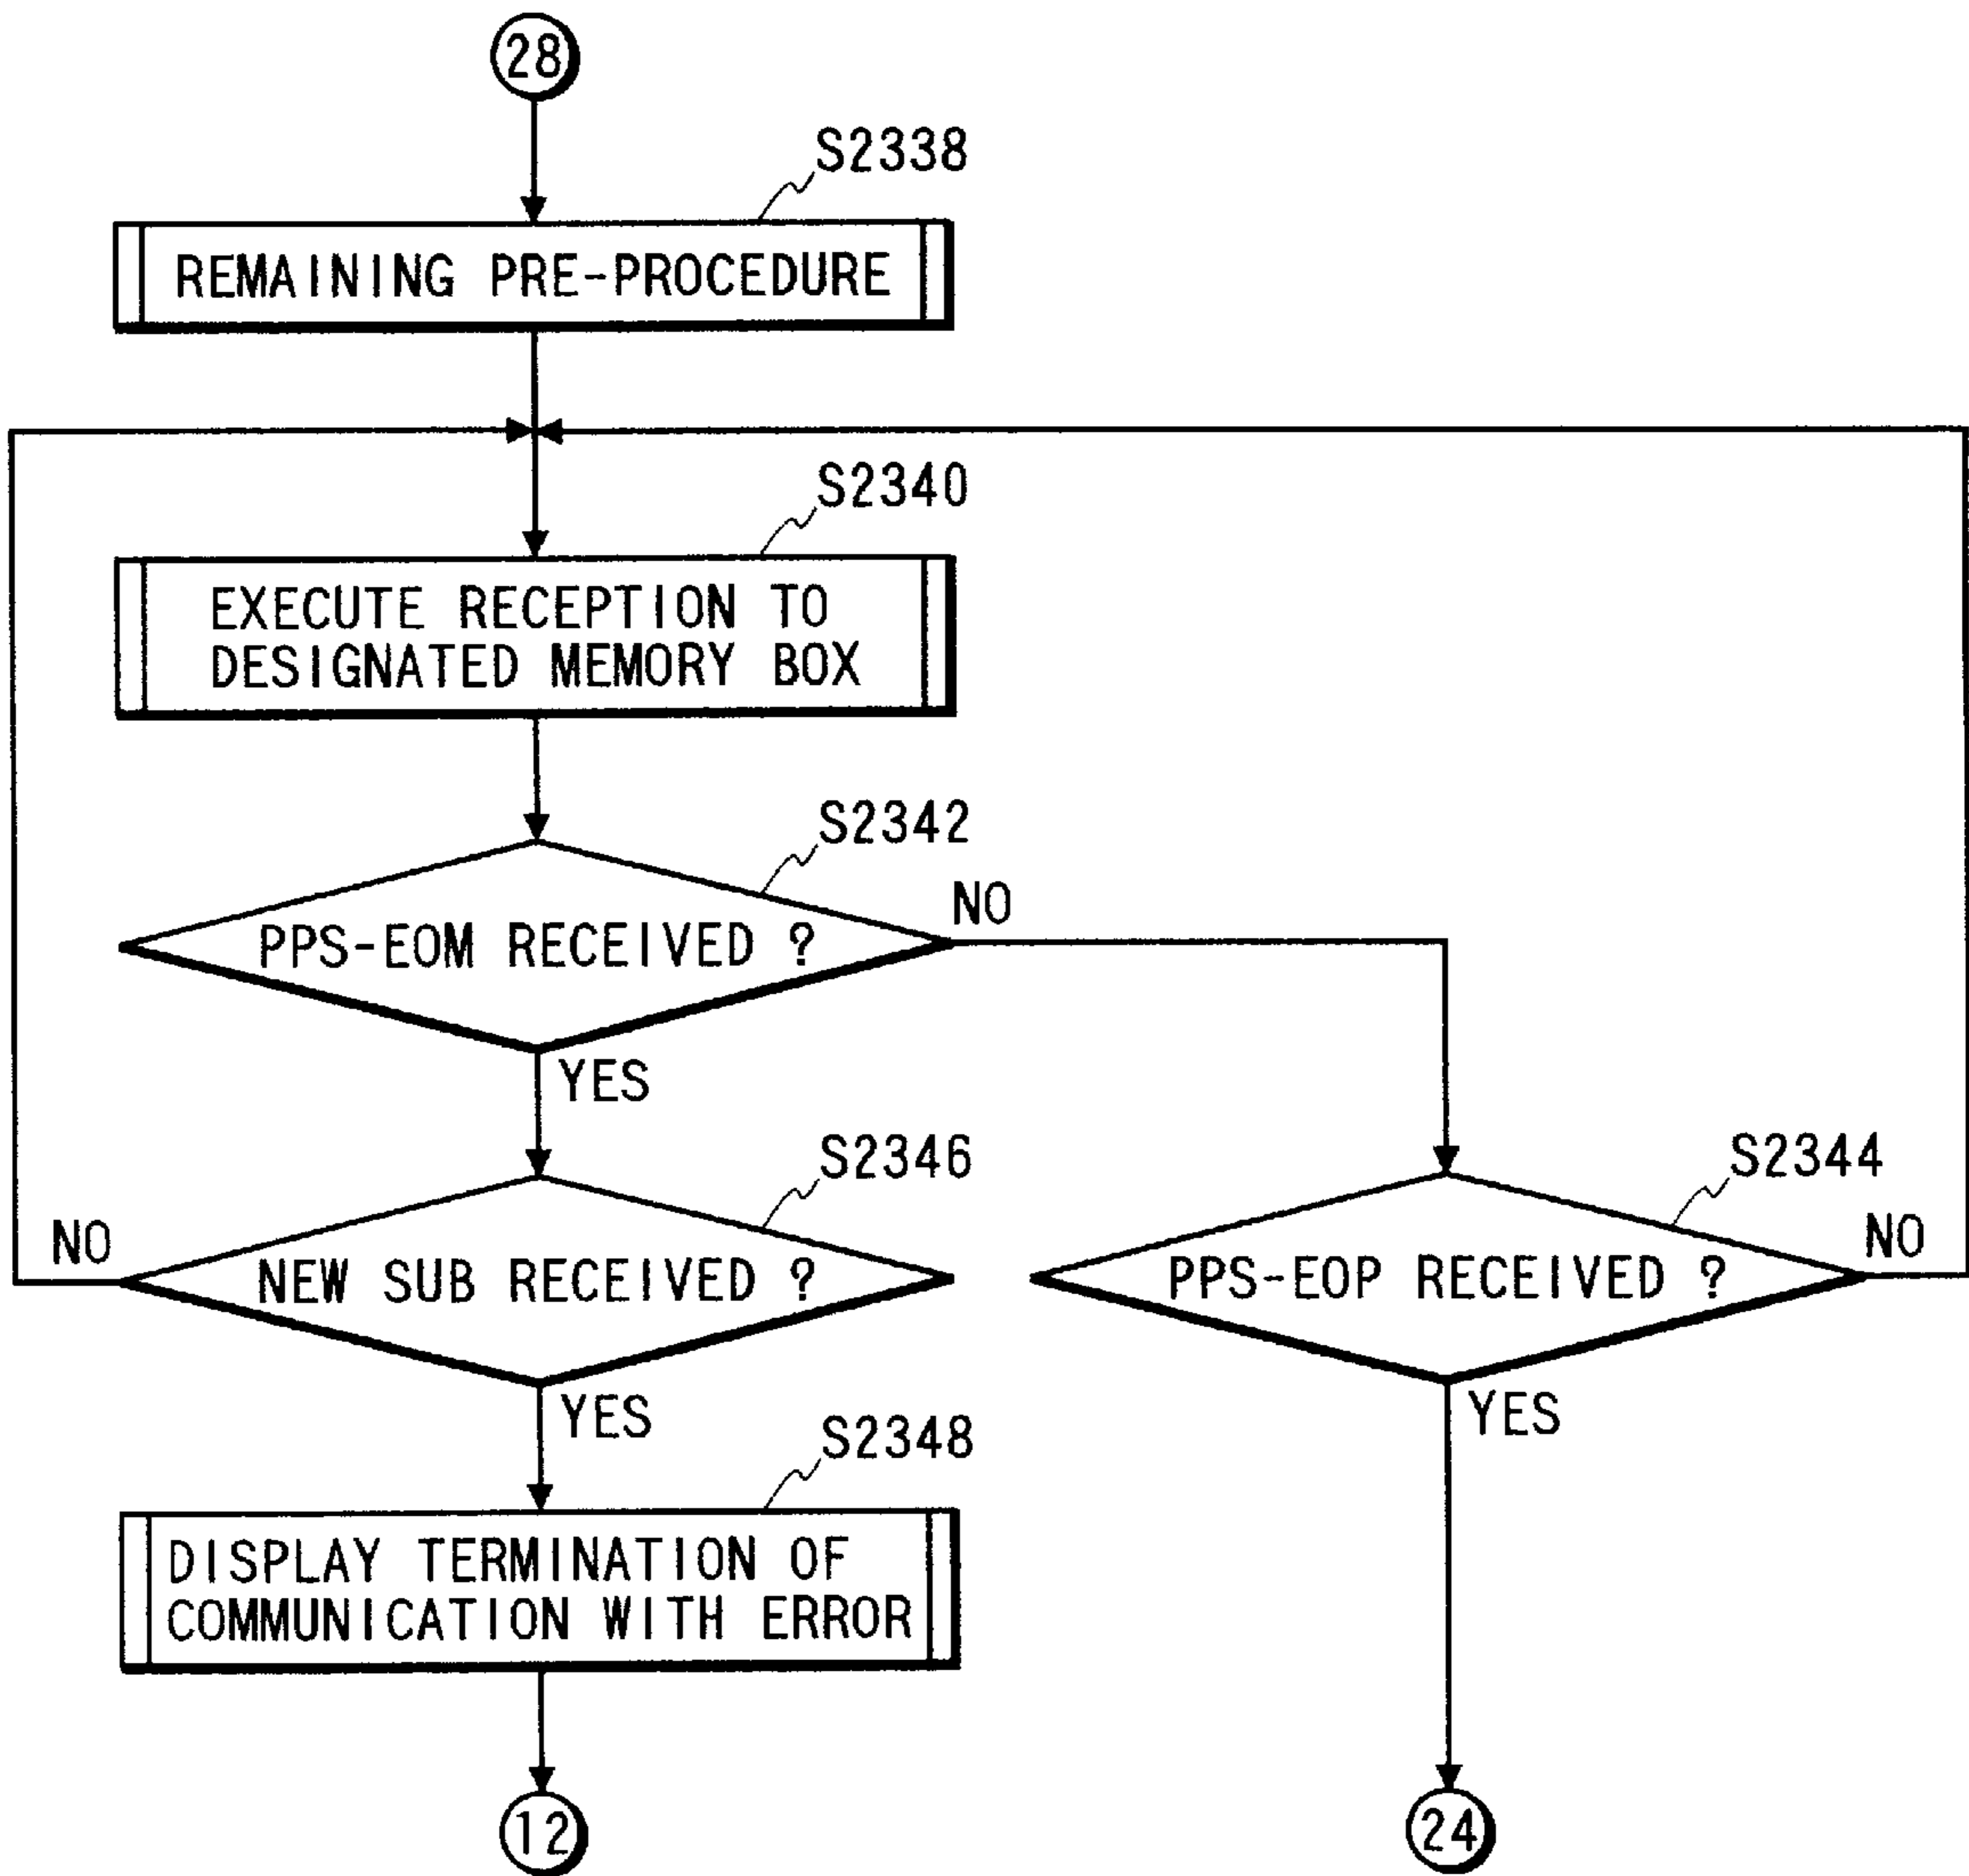 28
S2338
REMAINING PRE-PROCEDURE
S2340
EXECUTE RECEPTION TO
DESIGNATED MEMORY BOX
S2342
NO
PPS-EOM RECEIVED ?
YES
S2346
S2344
NO
NEW SUB RECEIVED ?
PPS-EOP RECEIVED ?
NO
YES
YES
S2348
DISPLAY TERMINATION OF
COMMUNICATION WITH ERROR
12
24